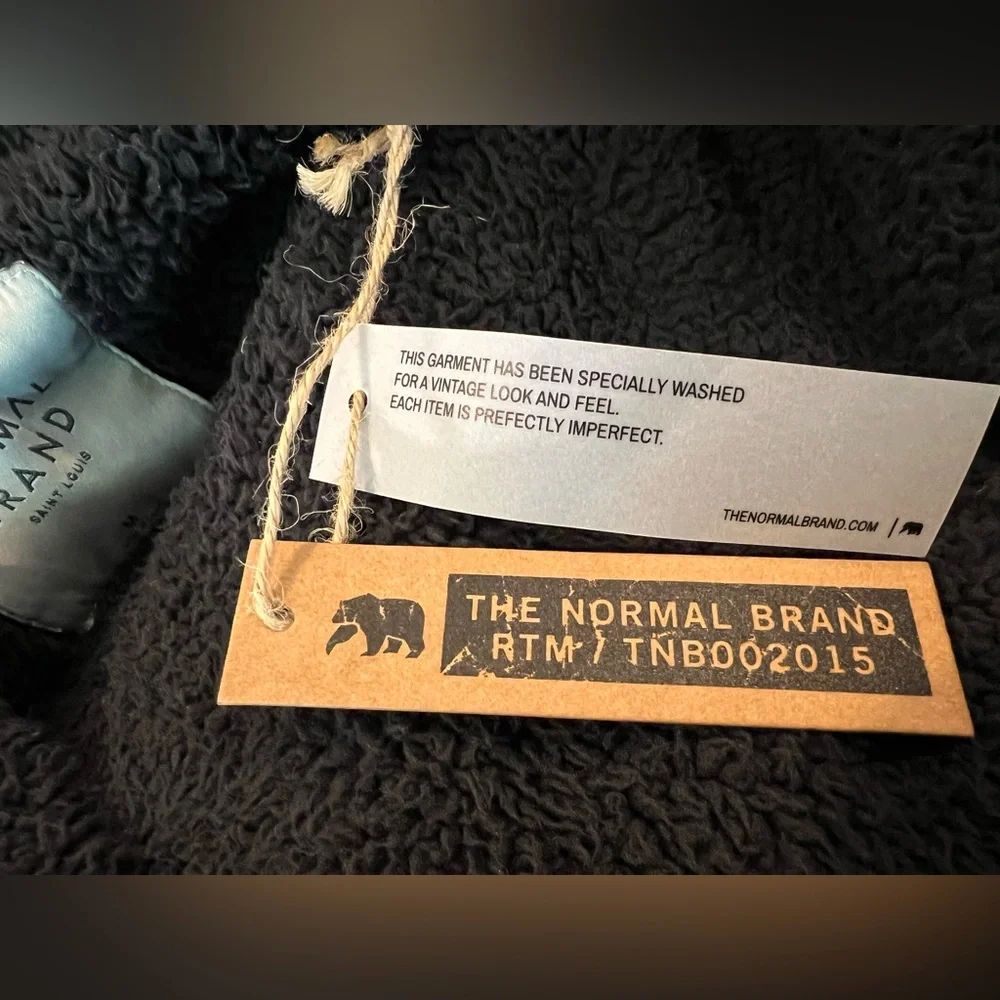 MAL
RAND
SAINT LOUIS
M
THIS GARMENT HAS BEEN SPECIALLY WASHED
FOR A VINTAGE LOOK AND FEEL.
EACH ITEM IS PREFECTLY IMPERFECT.
THENORMALBRAND.COM |
THE NORMAL BRAND
RTM / TNB002015